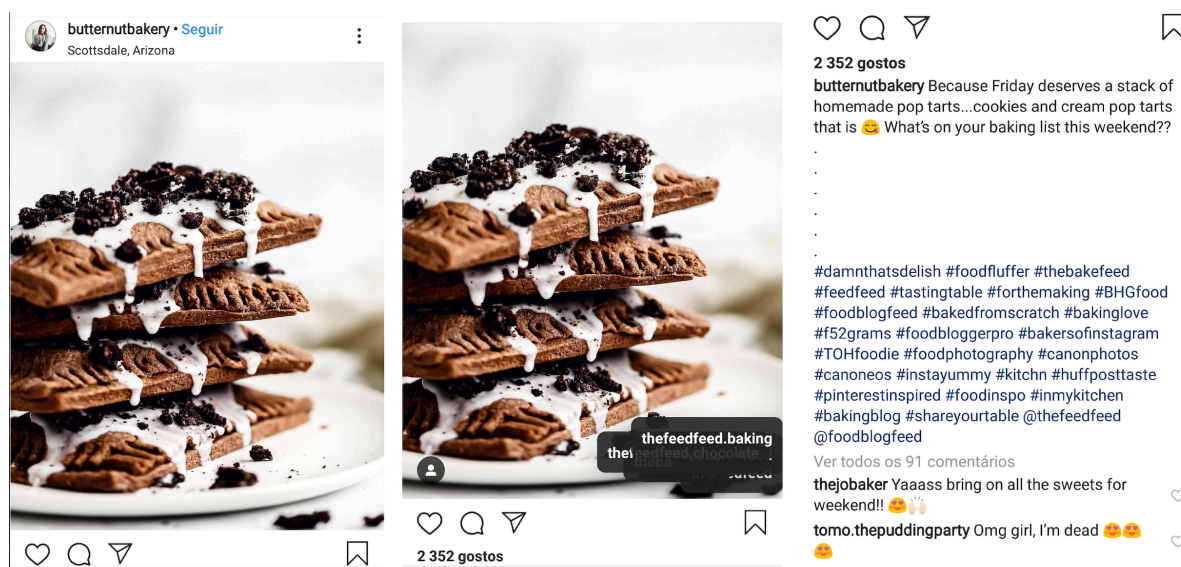 butternutbakery • Seguir
Scottsdale, Arizona
thefeedfeed.baking
thefeedfeed.chocolate
2 352 gostos
2 352 gostos
butternutbakery Because Friday deserves a stack of
homemade pop tarts...cookies and cream pop tarts
that is 😋 What's on your baking list this weekend??
.
.
.
.
.
.
#damnthatsdelish #foodfluffer #thebakefeed
#feedfeed #tastingtable #forthemaking #BHGfood
#foodblogfeed #bakedfromscratch #bakinglove
#f52grams #foodbloggerpro #bakersofinstagram
#TOHfoodie #foodphotography #canonphotos
#canoneos #instayummy #kitchn #huffposttaste
#pinterestinspired #foodinspo #inmykitchen
#bakingblog #shareyourtable @thefeedfeed
@foodblogfeed
Ver todos os 91 comentários
thejobaker Yaaass bring on all the sweets for
weekend!! 😍🙌🏻
tomo.thepuddingparty Omg girl, I'm dead 😍😍
😍